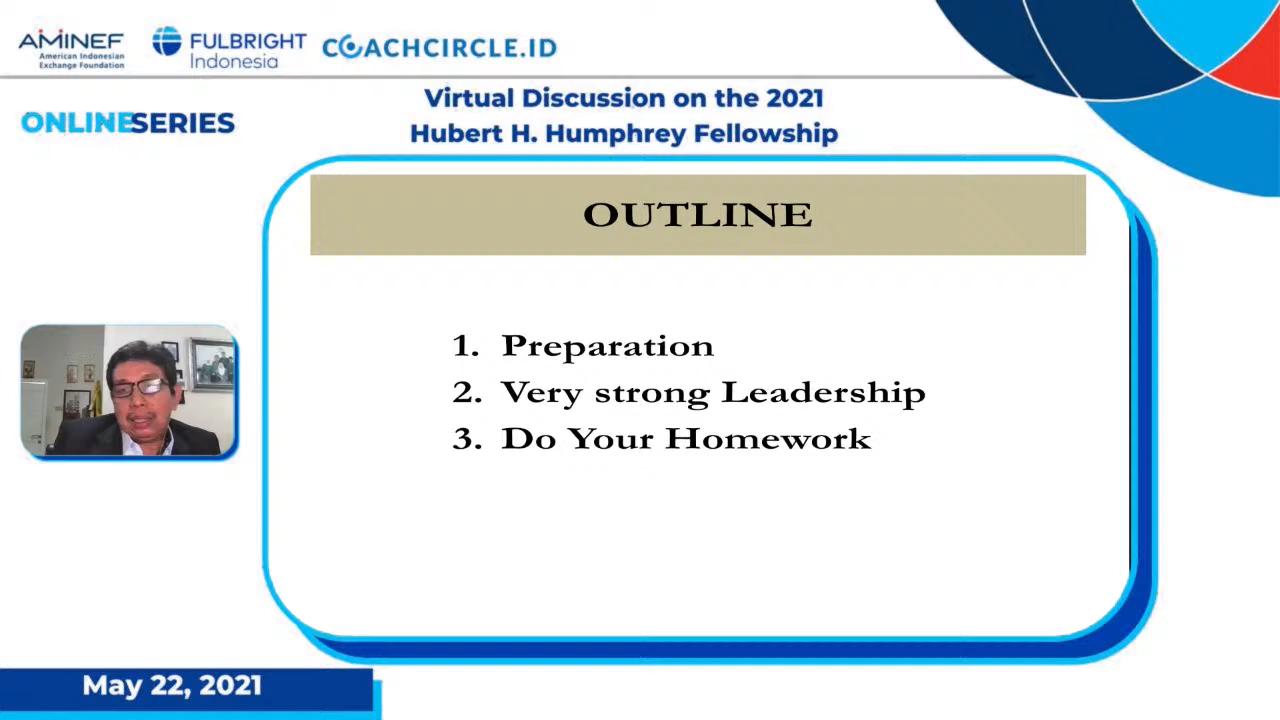 AMINEF
American Indonesian
Exchange Foundation
FULBRIGHT
Indonesia
COACHCIRCLE.ID
ONLINESERIES
Virtual Discussion on the 2021
Hubert H. Humphrey Fellowship
OUTLINE
1. Preparation
2. Very strong Leadership
3. Do Your Homework
May 22, 2021